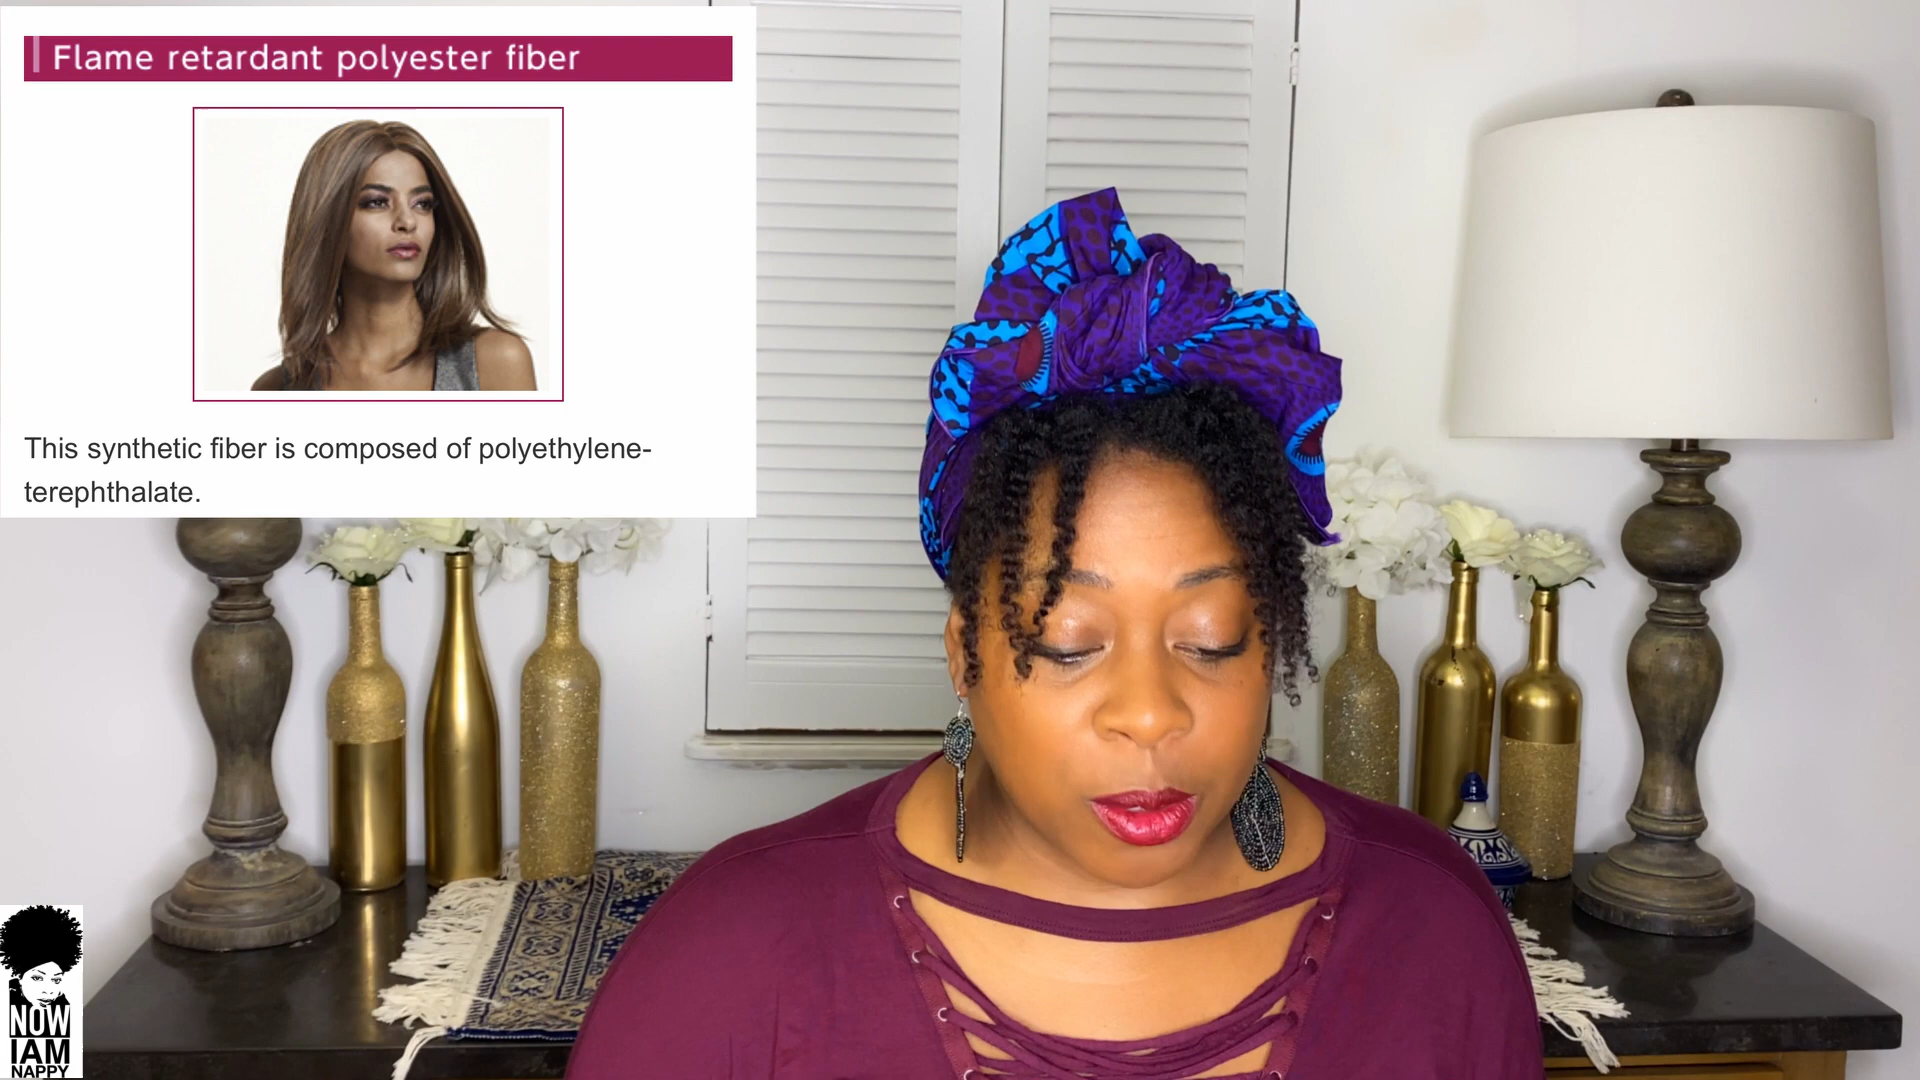 Flame retardant polyester fiber
This synthetic fiber is composed of polyethylene-
terephthalate.
NOW
IAM
NAPPY